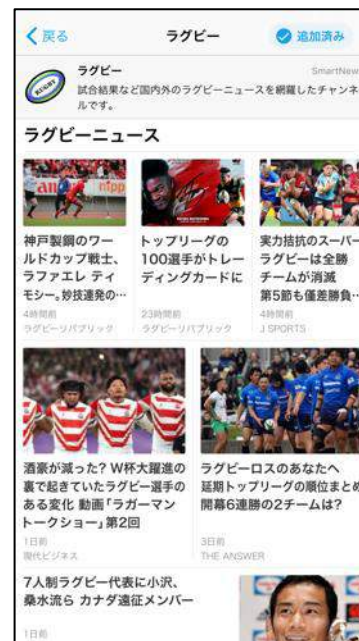 戻る
ラグビー
追加済み
RUGBY
ラグビー
SmartNew
試合結果など国内外のラグビーニュースを網羅したチャンネ
ルです。
ラグビーニュース
神戸製鋼のワー
ルドカップ戦士、
ラファエレ ティ
モシー。妙技連発の…
4時間前
ラグビーリパブリック
トップリーグの
100選手がトレー
ディングカードに
23時間前
ラグビーリパブリック
実力拮抗のスーパー
ラグビーは全勝
チームが消滅
第5節も僅差勝負…
4時間前
J SPORTS
酒豪が減った? W杯大躍進の
裏で起きていたラグビー選手の
ある変化 動画「ラガーマン
トークショー」第2回
1日前
現代ビジネス
ラグビーロスのあなたへ
延期トップリーグの順位まとめ
開幕6連勝の2チームは?
3日前
THE ANSWER
7人制ラグビー代表に小沢、
桑水流ら カナダ遠征メンバー
1日前